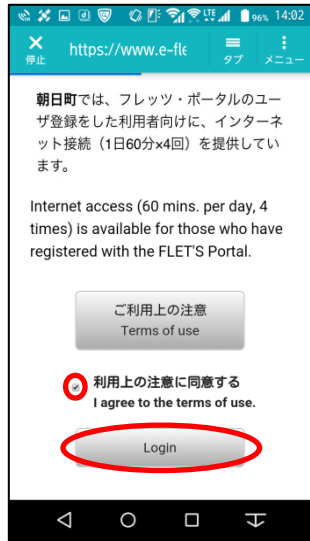 96% 14:02
LTE
× https://www.e-fle タブ メニュー
停止
朝日町では、フレッツ・ポータルのユー
ザ登録をした利用者向けに、インターネ
ット接続（1日60分×4回）を提供してい
ます。
Internet access (60 mins. per day, 4
times) is available for those who have
registered with the FLET'S Portal.
ご利用上の注意
Terms of use
利用上の注意に同意する
I agree to the terms of use.
Login